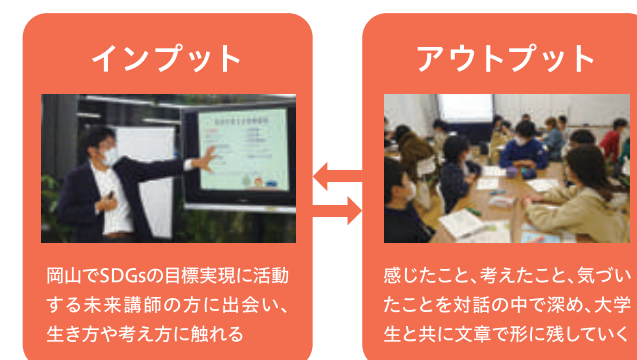 インプット
岡山でSDGsの目標実現に活動
する未来講師の方に出会い、
生き方や考え方に触れる
アウトプット
感じたこと、考えたこと、気づい
たことを対話の中で深め、大学
生と共に文章で形に残していく